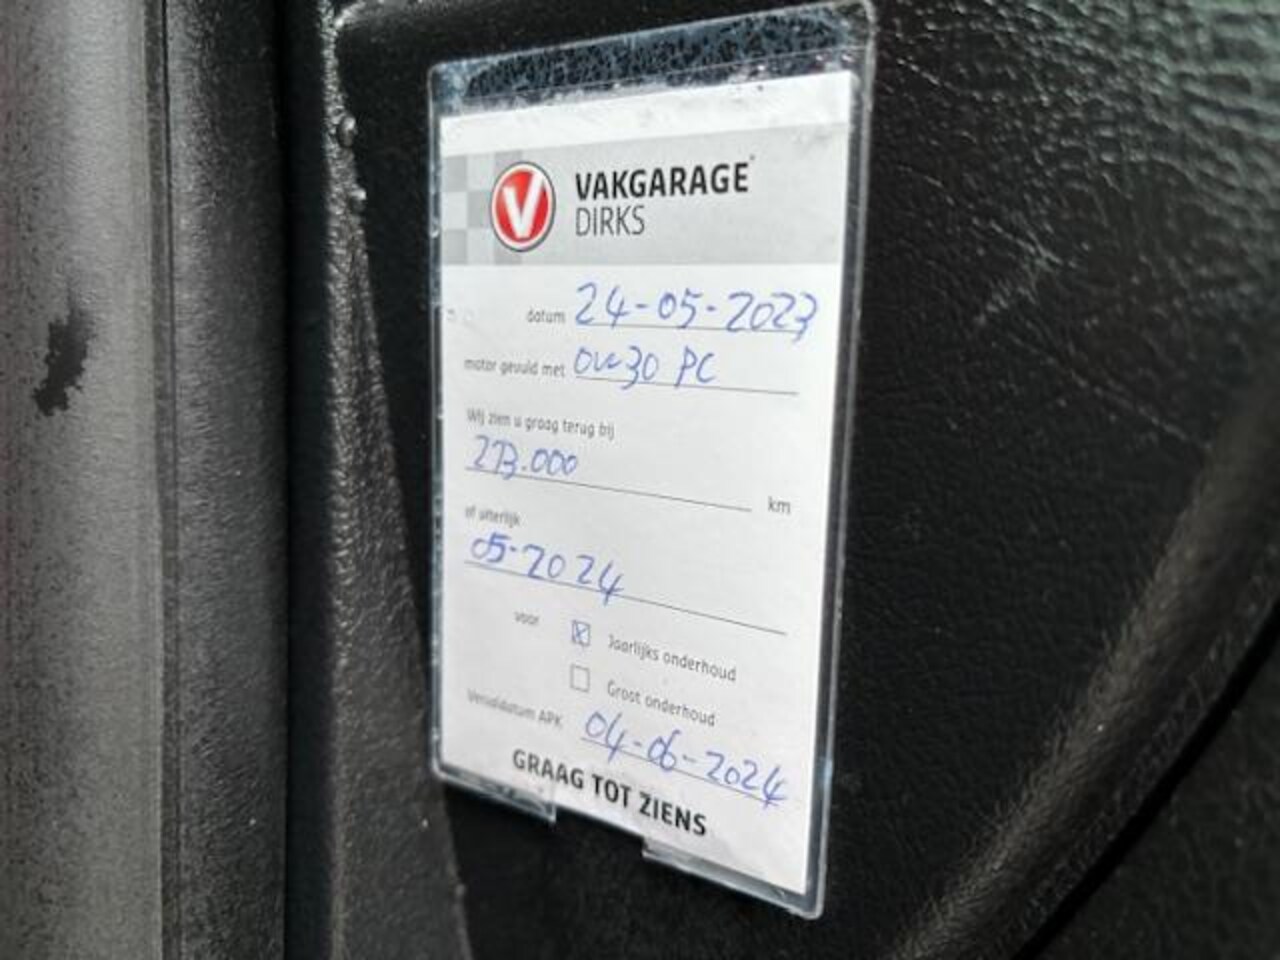 V
VAKGARAGE
DIRKS
datum 24-05-2023
motor gevuld met 0W30 PC
Wij zien u graag terug bij
273.000 km
of uiterlijk
05-2024
voor ☒ Jaarlijks onderhoud
☐ Groot onderhoud
Vervaldatum APK 04-06-2024
GRAAG TOT ZIENS